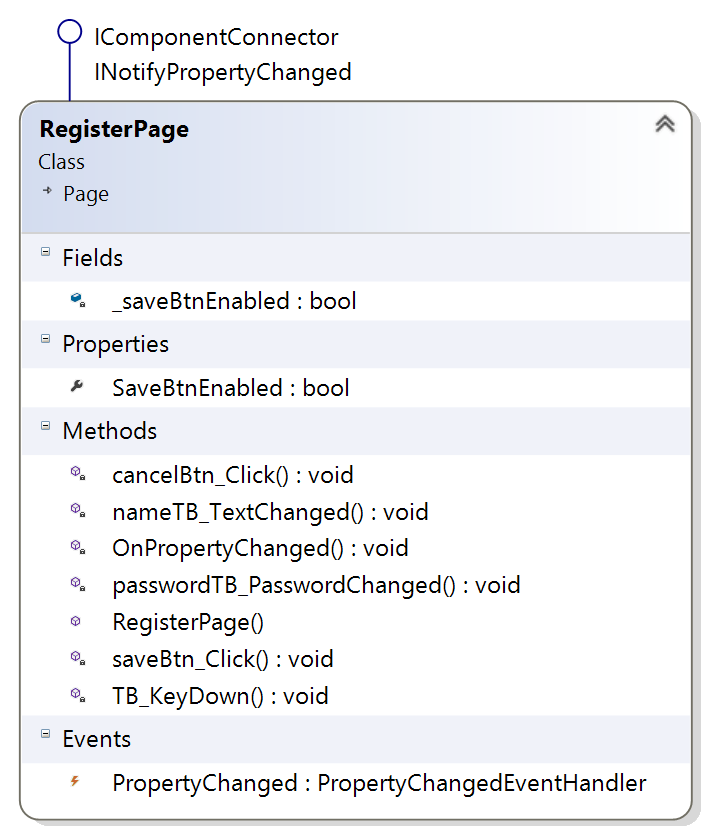 IComponentConnector
INotifyPropertyChanged
RegisterPage
Class
Page
Fields
_saveBtnEnabled : bool
Properties
SaveBtnEnabled : bool
Methods
cancelBtn_Click() : void
nameTB_TextChanged() : void
OnPropertyChanged() : void
passwordTB_PasswordChanged() : void
RegisterPage()
saveBtn_Click() : void
TB_KeyDown() : void
Events
PropertyChanged : PropertyChangedEventHandler